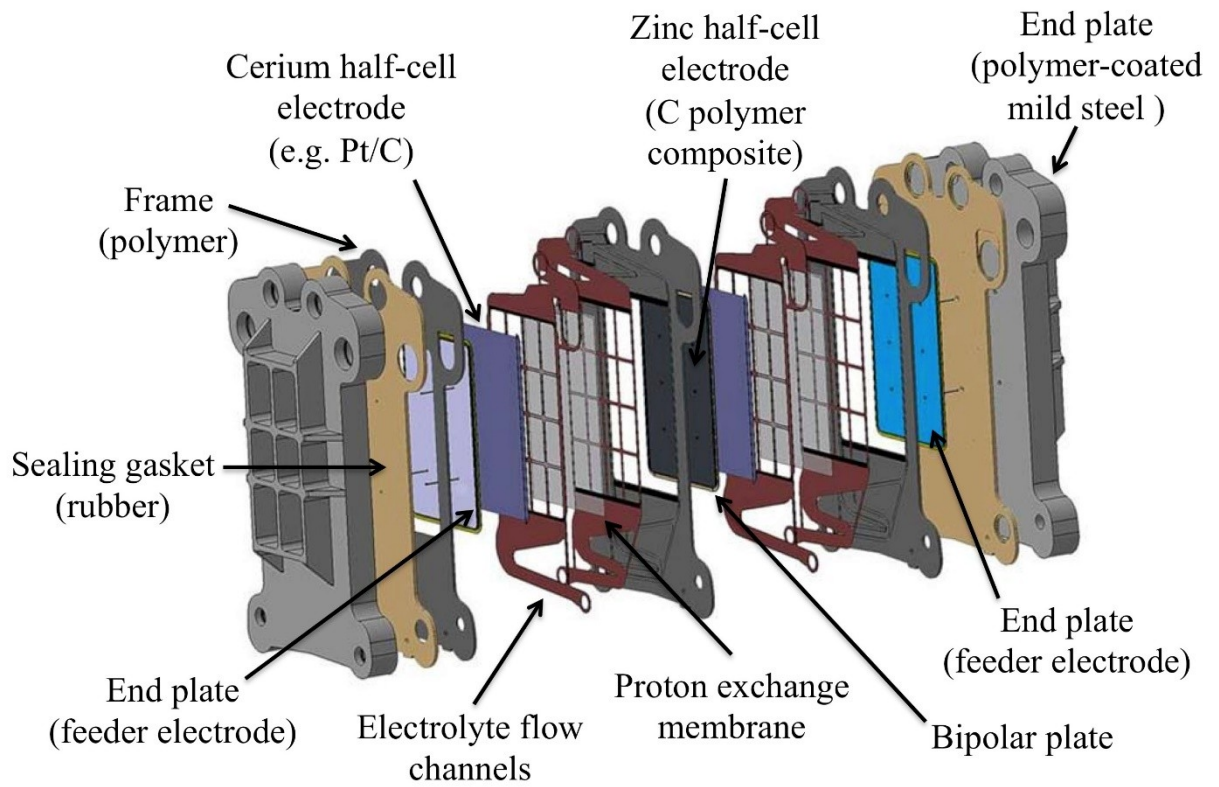 Cerium half-cell
electrode
(e.g. Pt/C)
Zinc half-cell
electrode
(C polymer
composite)
End plate
(polymer-coated
mild steel )
Frame
(polymer)
Sealing gasket
(rubber)
End plate
(feeder electrode)
Electrolyte flow
channels
Proton exchange
membrane
Bipolar plate
End plate
(feeder electrode)